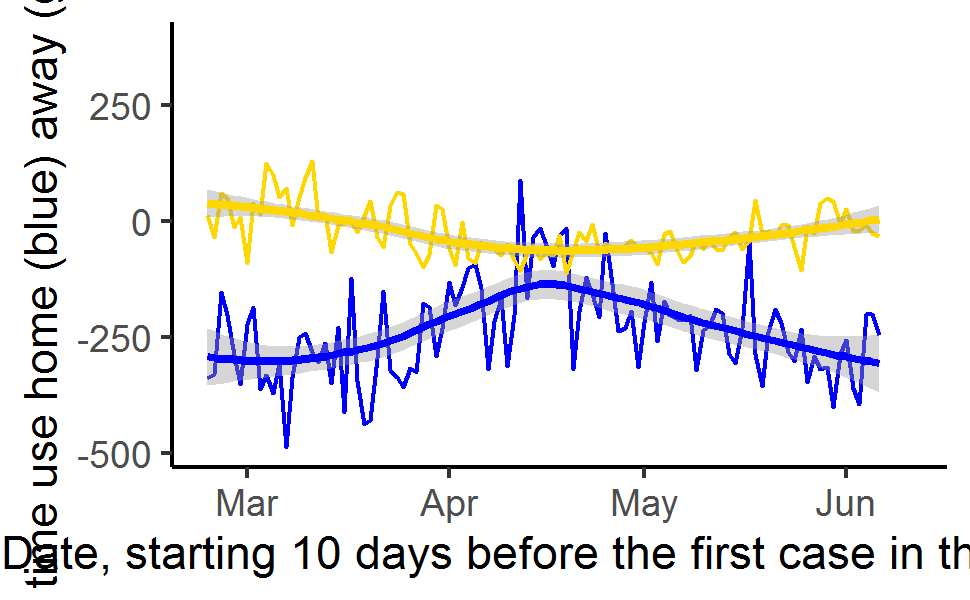 time use home (blue) away (
250
0
-250
-500
Mar Apr May Jun
Date, starting 10 days before the first case in th